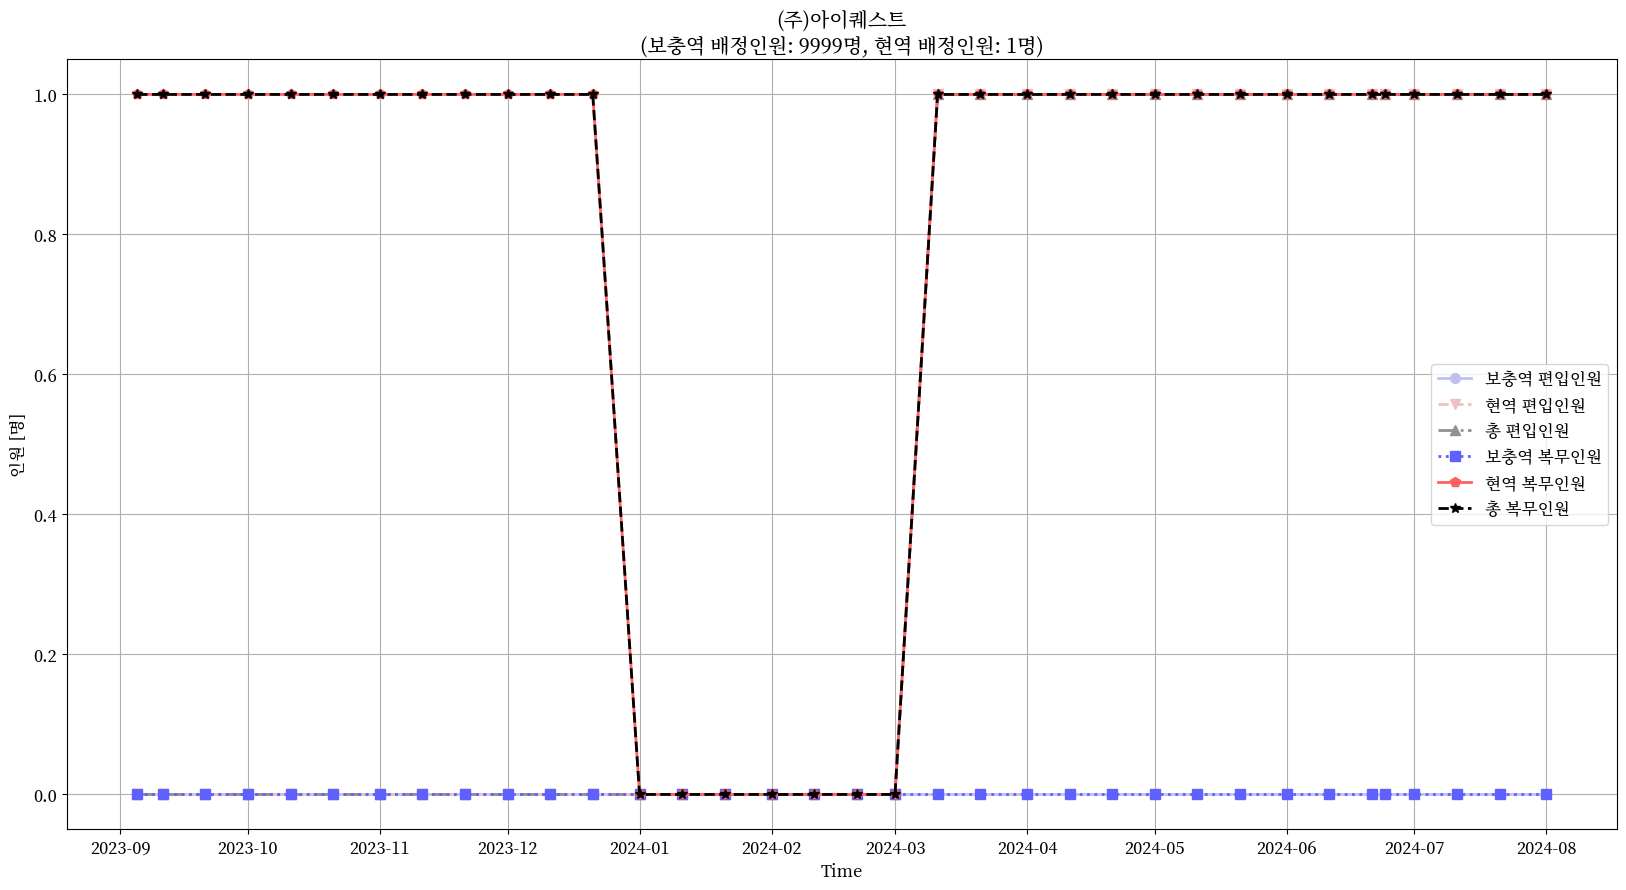 (주)아이퀘스트
(보충역 배정인원: 9999명, 현역 배정인원: 1명)
인원 [명]
1.0
0.8
0.6
0.4
0.2
0.0
보충역 편입인원
현역 편입인원
총 편입인원
보충역 복무인원
현역 복무인원
총 복무인원
2023-09 2023-10 2023-11 2023-12 2024-01 2024-02 2024-03 2024-04 2024-05 2024-06 2024-07 2024-08
Time